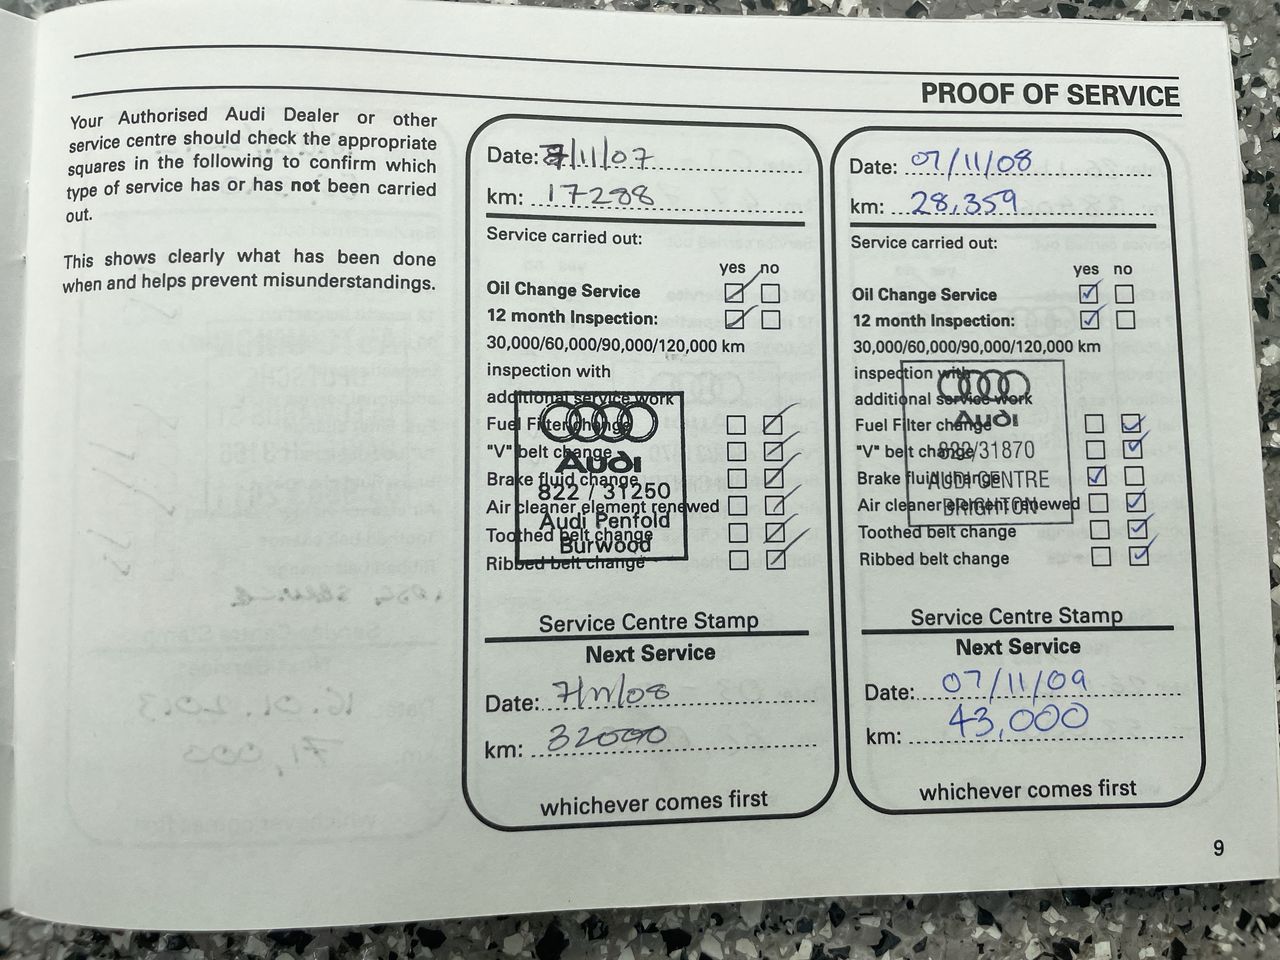 PROOF OF SERVICE
Your Authorised Audi Dealer or other
service centre should check the appropriate
squares in the following to confirm which
type of service has or has not been carried
out.
This shows clearly what has been done
when and helps prevent misunderstandings.
Date: 7/11/07
km: 17288
Service carried out:
yes no
Oil Change Service
12 month Inspection:
30,000/60,000/90,000/120,000 km
inspection with
additional service work
Fuel Filter change
"V" belt change
Brake fluid change
Air cleaner element renewed
Toothed belt change
Ribbed belt change
Audi
822 / 31250
Audi Penfold
Burwood
Service Centre Stamp
Next Service
Date: 7/11/08
km: 32000
whichever comes first
Date: 07/11/08
km: 28,359
Service carried out:
yes no
Oil Change Service
12 month Inspection:
30,000/60,000/90,000/120,000 km
inspection with
additional service work
Fuel Filter change
"V" belt change
Brake fluid change
Air cleaner element renewed
Toothed belt change
Ribbed belt change
Audi
822/31870
AUDI CENTRE
BRIGHTON
Service Centre Stamp
Next Service
Date: 07/11/09
km: 43,000
whichever comes first
9